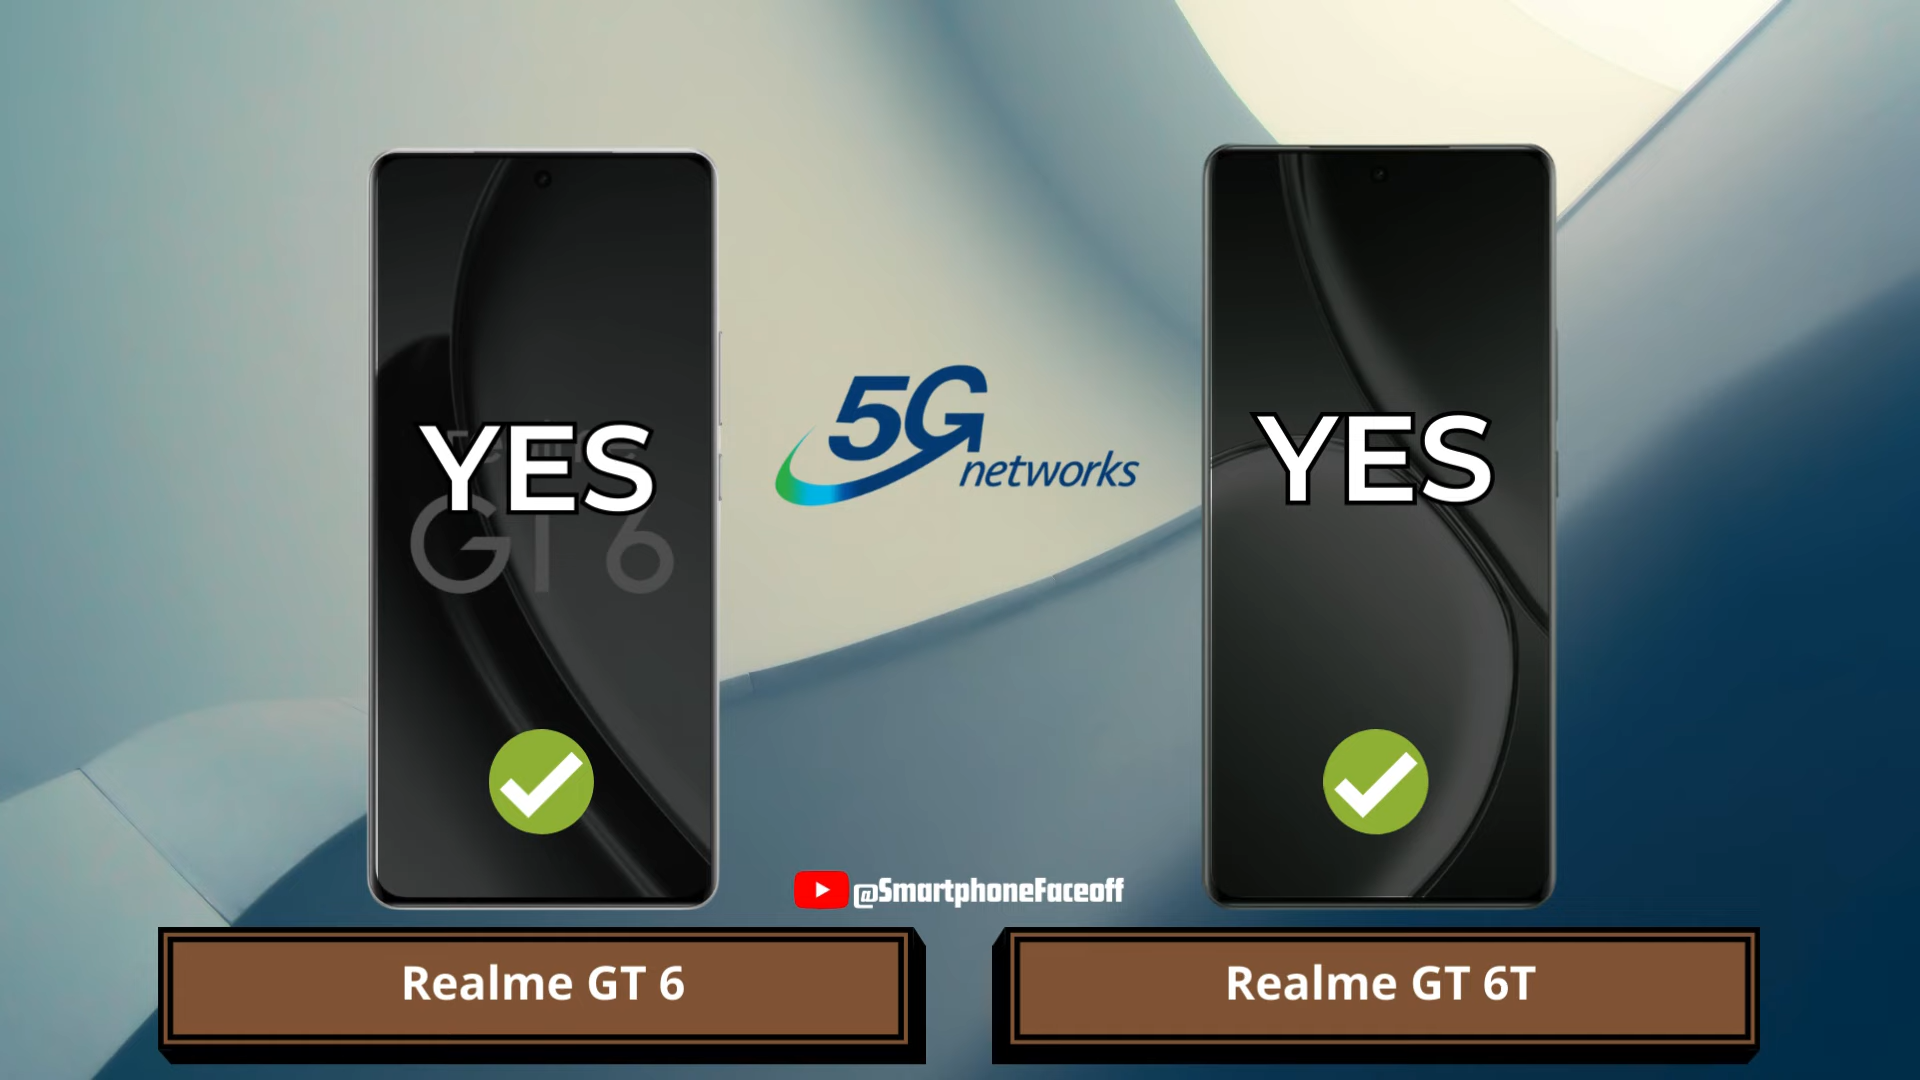 YES
GT 6
5G
networks
YES
@SmartphoneFaceoff
Realme GT 6
Realme GT 6T